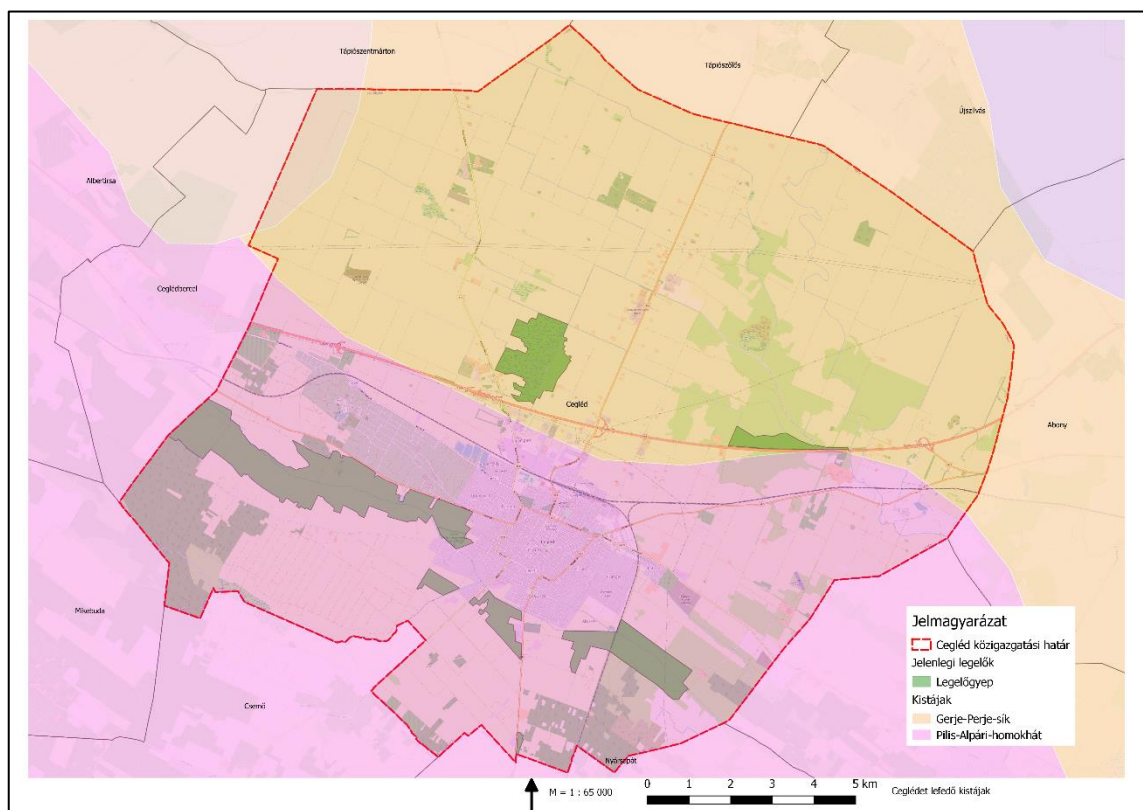 Tápiószentmárton
Tápiószőlős
Újszilvás
Albertirsa
Ceglédbercel
Cegléd
Abony
Mikebuda
Csemő
Nyársapát
Jelmagyarázat
Cegléd közigazgatási határ
Jelenlegi legelők
Legelőgyep
Kistájak
Gerje-Perje-sík
Pilis-Alpári-homokhát
M = 1 : 65 000
0 1 2 3 4 5 km
Ceglédet lefedő kistájak